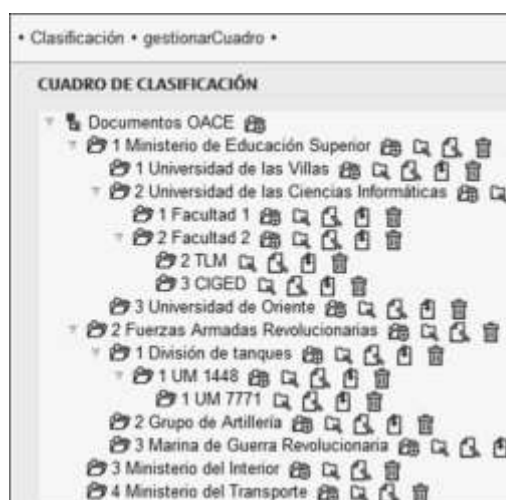 • Clasificación • gestionarCuadro •
CUADRO DE CLASIFICACIÓN
Documentos OACE
1 Ministerio de Educación Superior
1 Universidad de las Villas
2 Universidad de las Ciencias Informáticas
1 Facultad 1
2 Facultad 2
2 TLM
3 CIGED
3 Universidad de Oriente
2 Fuerzas Armadas Revolucionarias
1 División de tanques
1 UM 1448
1 UM 7771
2 Grupo de Artillería
3 Marina de Guerra Revolucionaria
3 Ministerio del Interior
4 Ministerio del Transporte